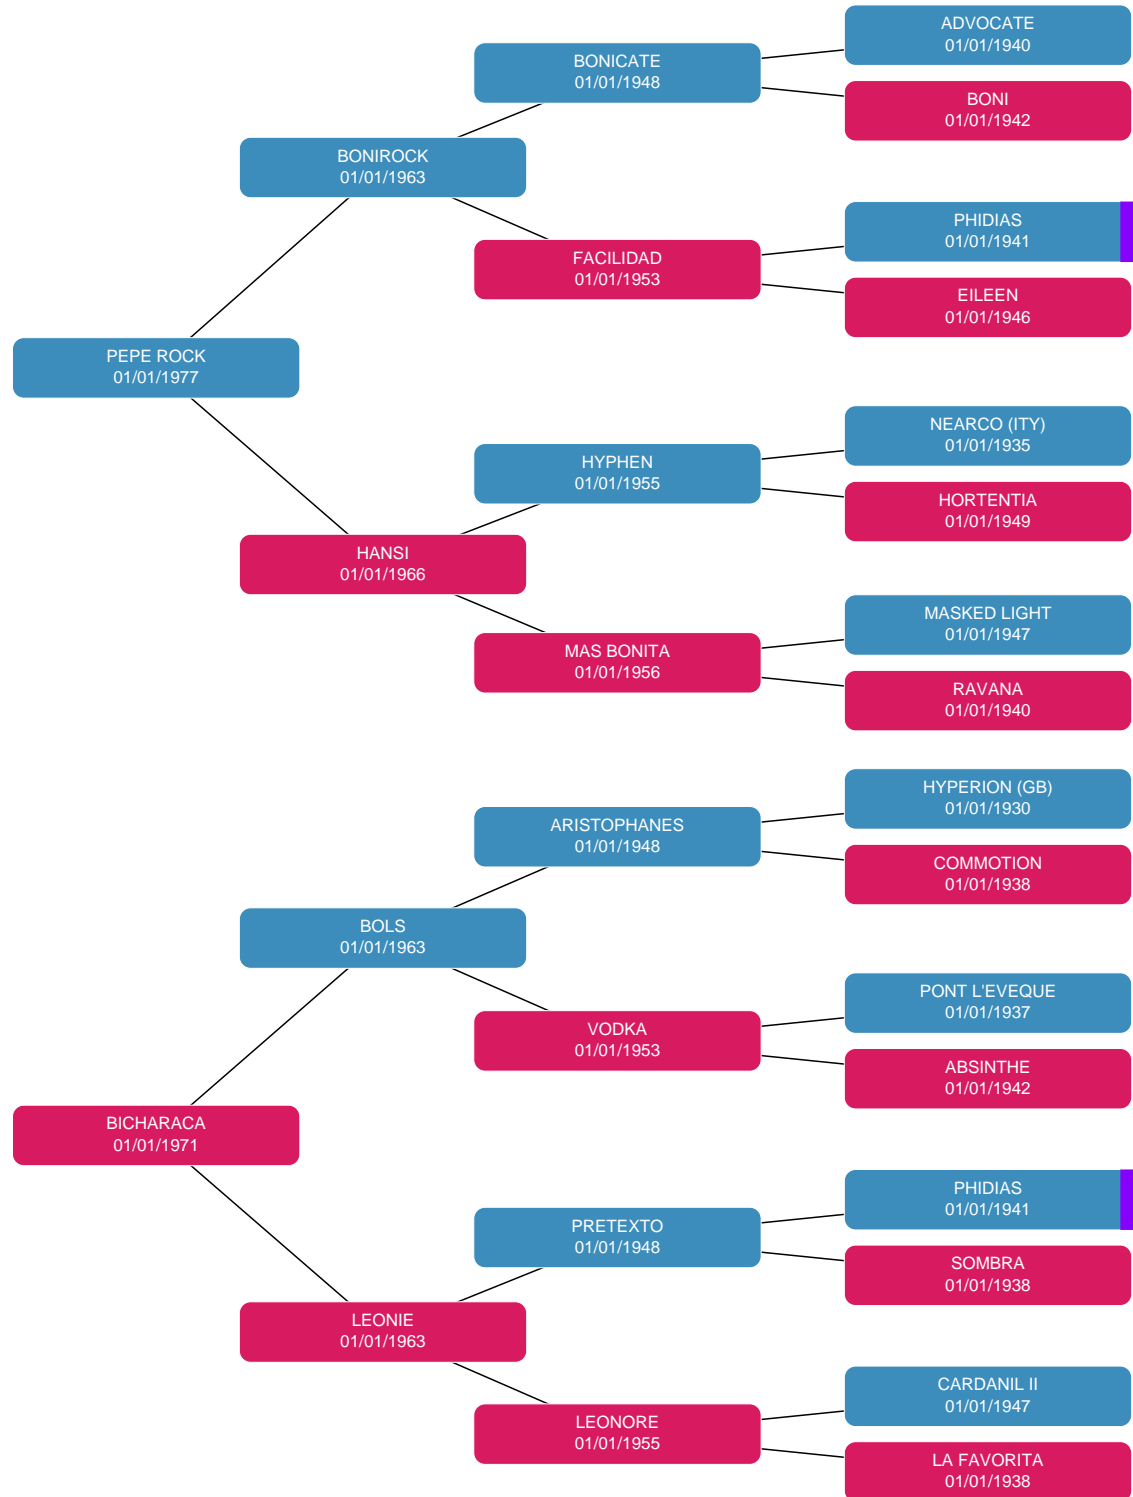 ADVOCATE
01/01/1940
BONICATE
01/01/1948
BONI
01/01/1942
BONIROCK
01/01/1963
PHIDIAS
01/01/1941
FACILIDAD
01/01/1953
EILEEN
01/01/1946
PEPE ROCK
01/01/1977
NEARCO (ITY)
01/01/1935
HYPHEN
01/01/1955
HORTENTIA
01/01/1949
HANSI
01/01/1966
MASKED LIGHT
01/01/1947
MAS BONITA
01/01/1956
RAVANA
01/01/1940
HYPERION (GB)
01/01/1930
ARISTOPHANES
01/01/1948
COMMOTION
01/01/1938
BOLS
01/01/1963
PONT L'EVEQUE
01/01/1937
VODKA
01/01/1953
ABSINTHE
01/01/1942
BICHARACA
01/01/1971
PHIDIAS
01/01/1941
PRETEXTO
01/01/1948
SOMBRA
01/01/1938
LEONIE
01/01/1963
CARDANIL II
01/01/1947
LEONORE
01/01/1955
LA FAVORITA
01/01/1938